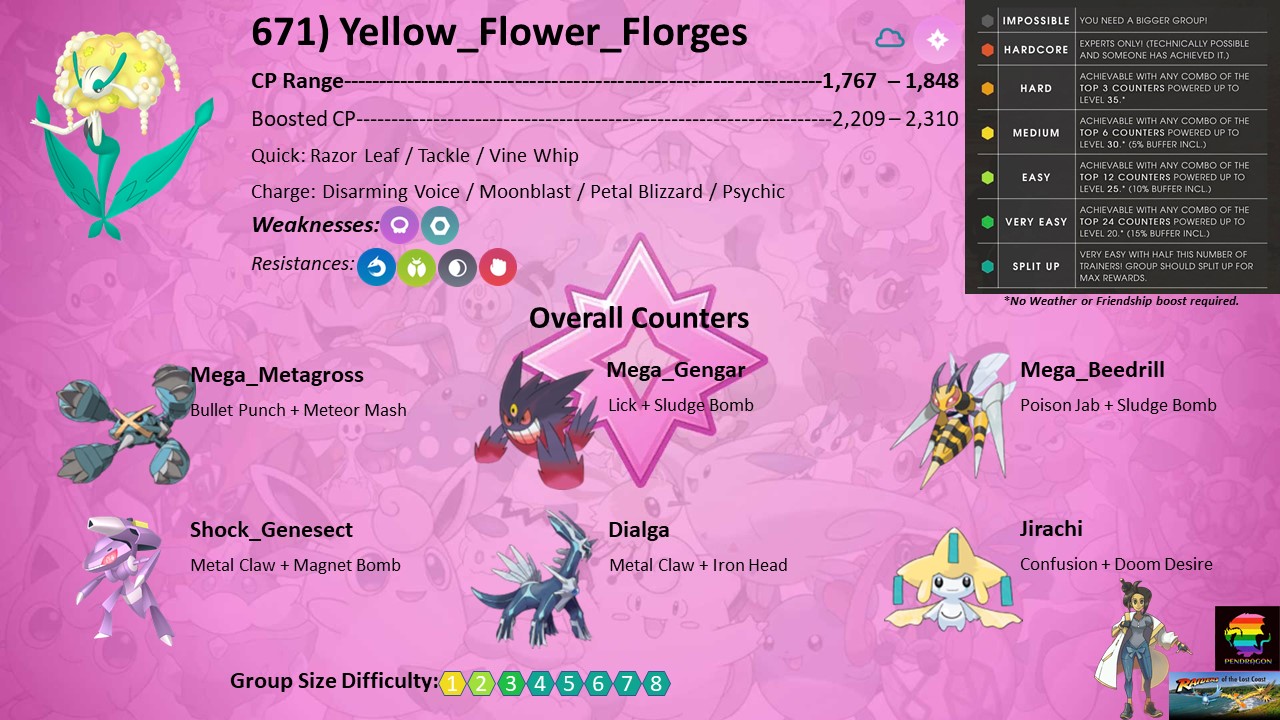 671) Yellow_Flower_Florges
CP Range--------------------------------------------------------------------1,767 – 1,848
Boosted CP--------------------------------------------------------------------2,209 – 2,310
Quick: Razor Leaf / Tackle / Vine Whip
Charge: Disarming Voice / Moonblast / Petal Blizzard / Psychic
Weaknesses:
Resistances:
IMPOSSIBLE YOU NEED A BIGGER GROUP!
HARDCORE EXPERTS ONLY! (TECHNICALLY POSSIBLE
AND SOMEONE HAS ACHIEVED IT.)
HARD ACHIEVABLE WITH ANY COMBO OF THE
TOP 3 COUNTERS POWERED UP TO
LEVEL 35.*
MEDIUM ACHIEVABLE WITH ANY COMBO OF THE
TOP 6 COUNTERS POWERED UP TO
LEVEL 30.* (5% BUFFER INCL.)
EASY ACHIEVABLE WITH ANY COMBO OF THE
TOP 12 COUNTERS POWERED UP TO
LEVEL 25.* (10% BUFFER INCL.)
VERY EASY ACHIEVABLE WITH ANY COMBO OF THE
TOP 24 COUNTERS POWERED UP TO
LEVEL 20.* (15% BUFFER INCL.)
SPLIT UP VERY EASY WITH HALF THIS NUMBER OF
TRAINERS! GROUP SHOULD SPLIT UP FOR
MAX REWARDS.
*No Weather or Friendship boost required.
Overall Counters
Mega_Metagross
Bullet Punch + Meteor Mash
Mega_Gengar
Lick + Sludge Bomb
Mega_Beedrill
Poison Jab + Sludge Bomb
Shock_Genesect
Metal Claw + Magnet Bomb
Dialga
Metal Claw + Iron Head
Jirachi
Confusion + Doom Desire
Group Size Difficulty: 1 2 3 4 5 6 7 8
PENDRAGON
RAIDERS of the Lost Coast